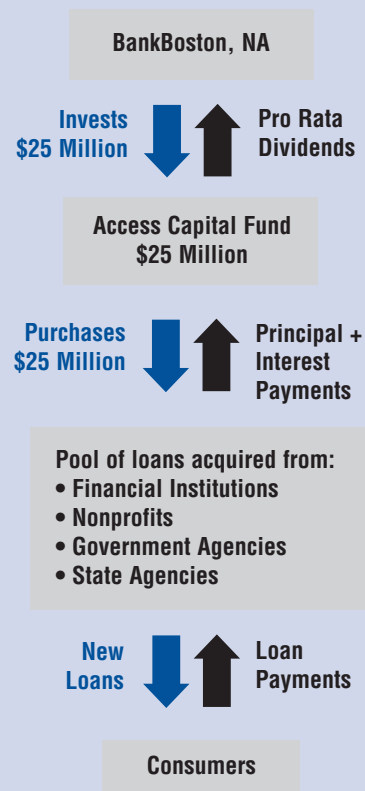 BankBoston, NA
Invests
$25 Million
Pro Rata
Dividends
Access Capital Fund
$25 Million
Purchases
$25 Million
Principal +
Interest
Payments
Pool of loans acquired from:
• Financial Institutions
• Nonprofits
• Government Agencies
• State Agencies
New
Loans
Loan
Payments
Consumers